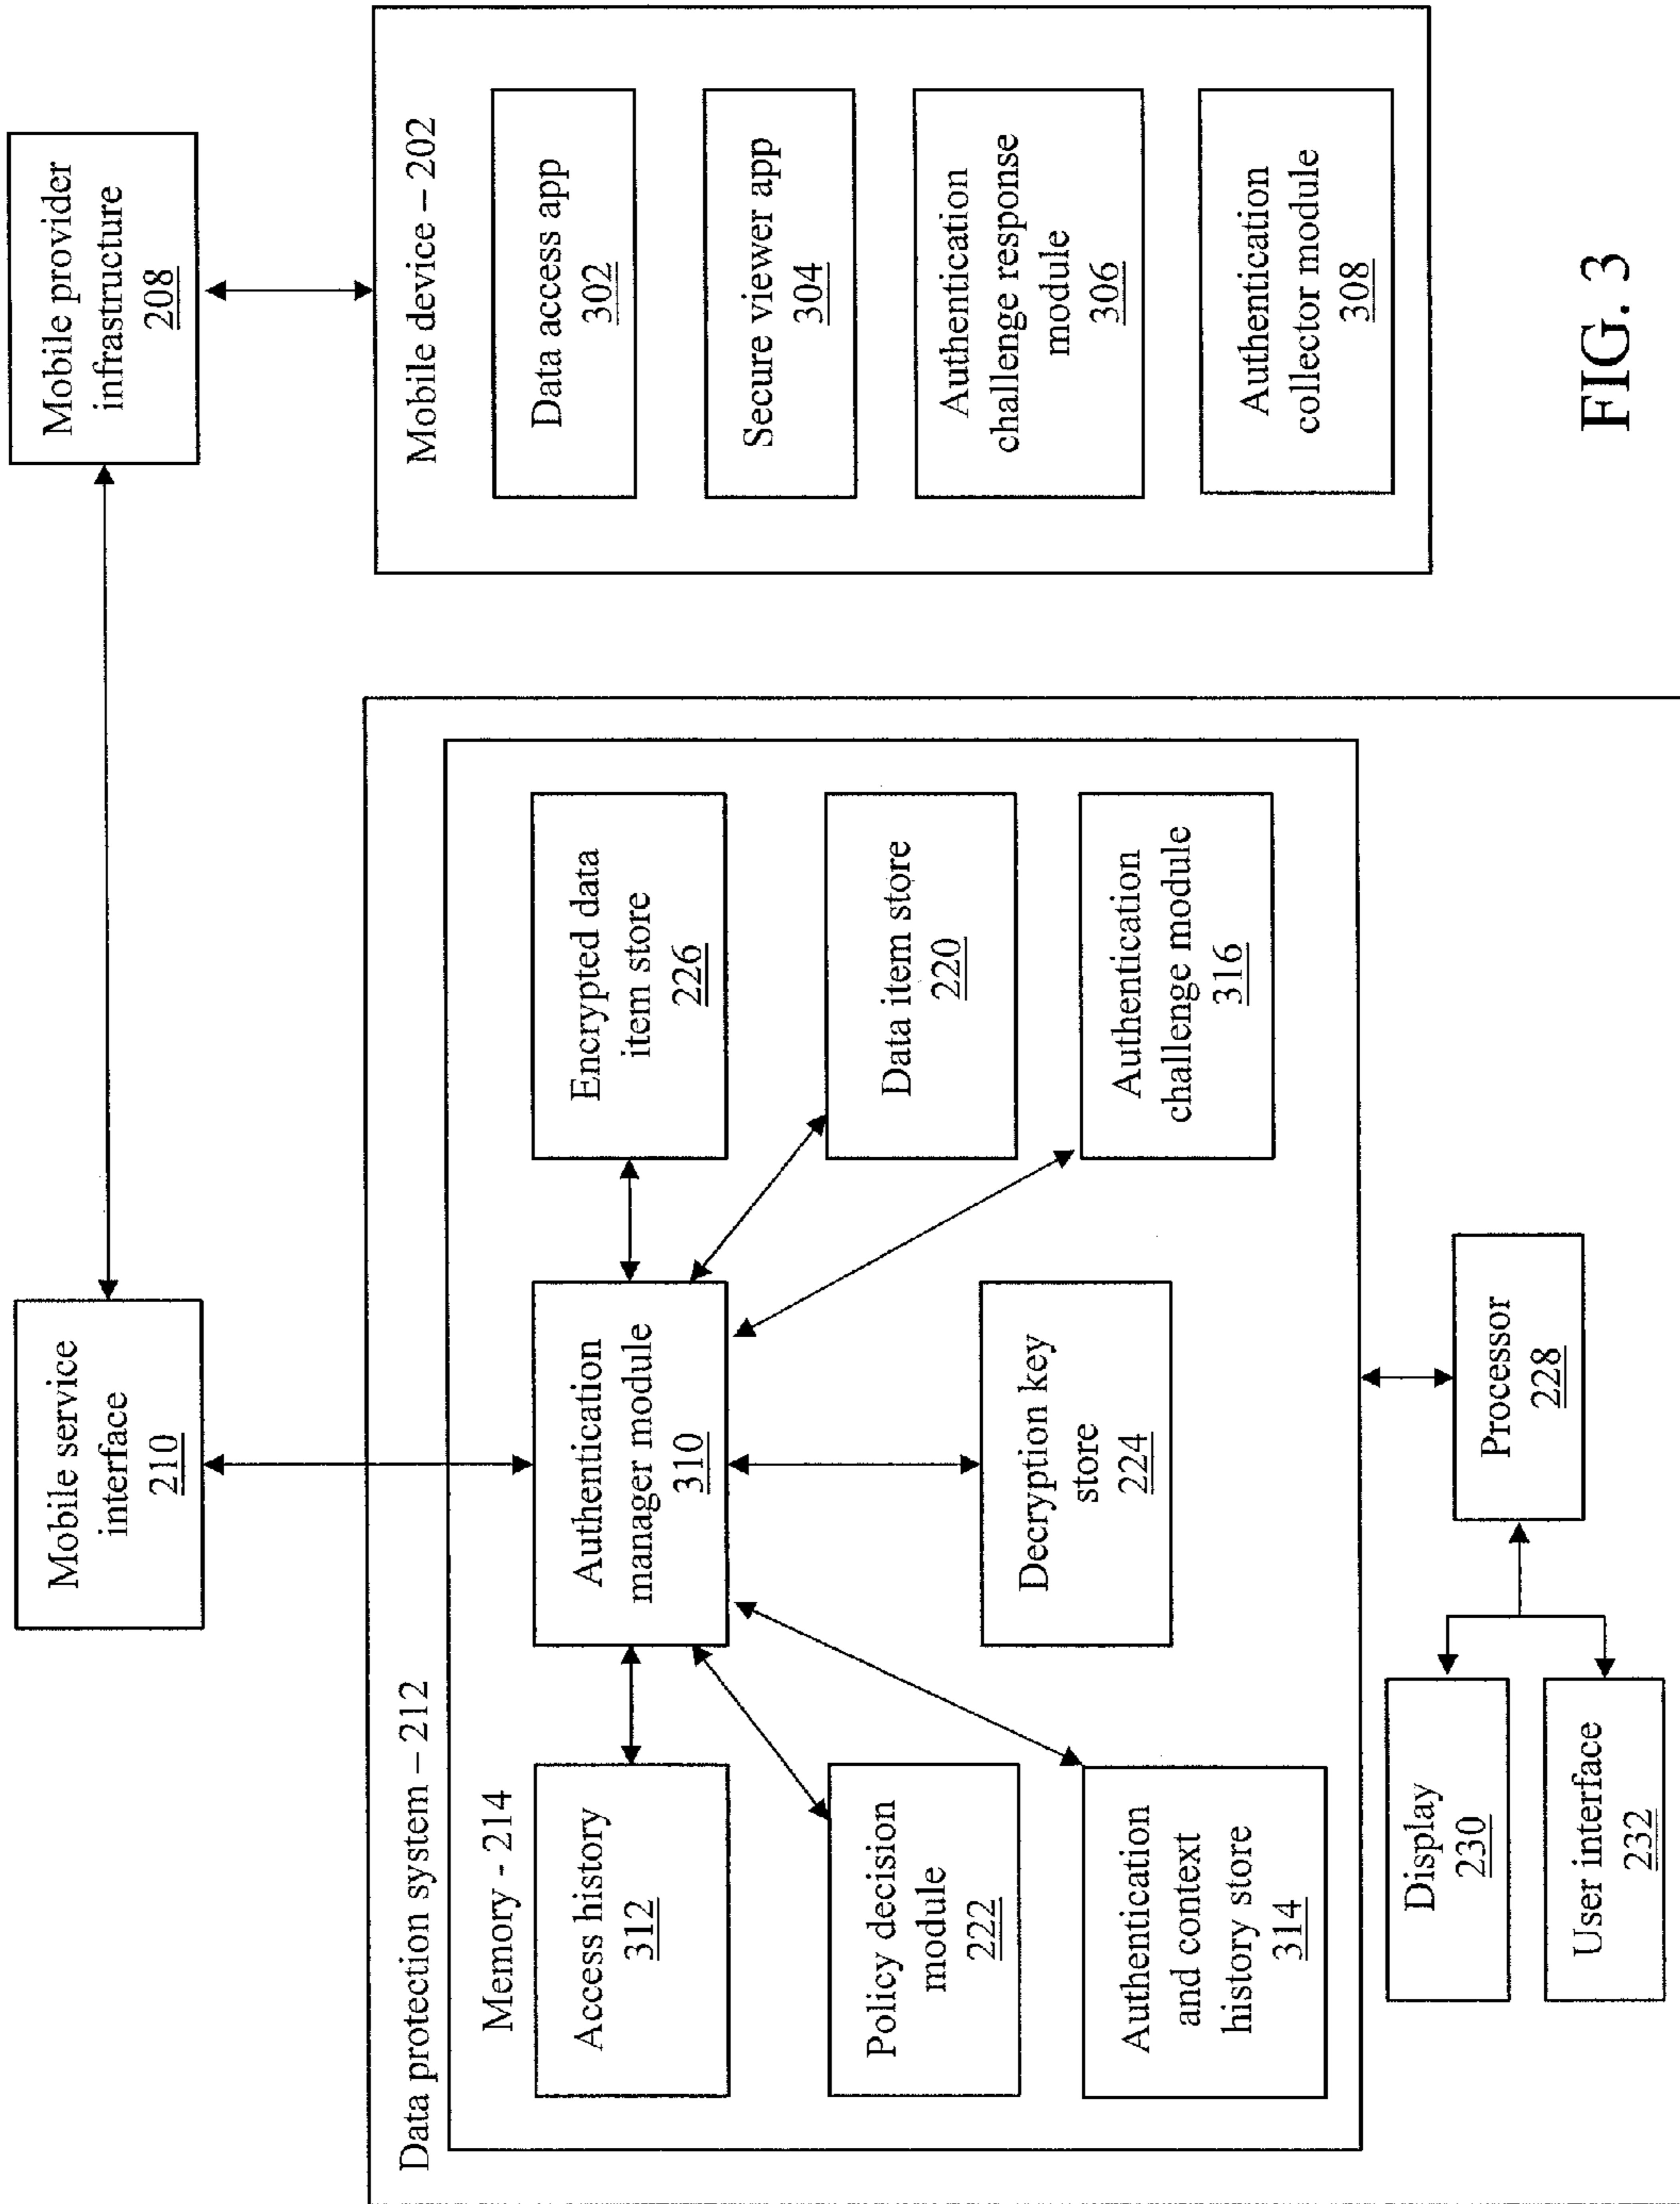 Mobile service
interface
210
Mobile provider
infrastructure
208
Data protection system – 212
Memory - 214
Access history
312
Authentication
manager module
310
Encrypted data
item store
226
Policy decision
module
222
Data item store
220
Authentication
and context
history store
314
Decryption key
store
224
Authentication
challenge module
316
Display
230
User interface
232
Processor
228
Mobile device – 202
Data access app
302
Secure viewer app
304
Authentication
challenge response
module
306
Authentication
collector module
308
FIG. 3